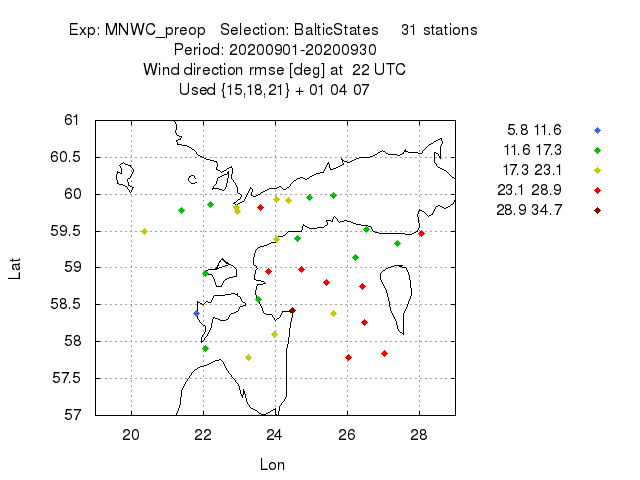 Exp: MNWC_preop   Selection: BalticStates     31 stations
Period: 20200901-20200930
Wind direction rmse [deg] at  22 UTC
Used {15,18,21} + 01 04 07
5.8 11.6
11.6 17.3
17.3 23.1
23.1 28.9
28.9 34.7
61
60.5
60
59.5
59
58.5
58
57.5
57
Lat
20 22 24 26 28
Lon